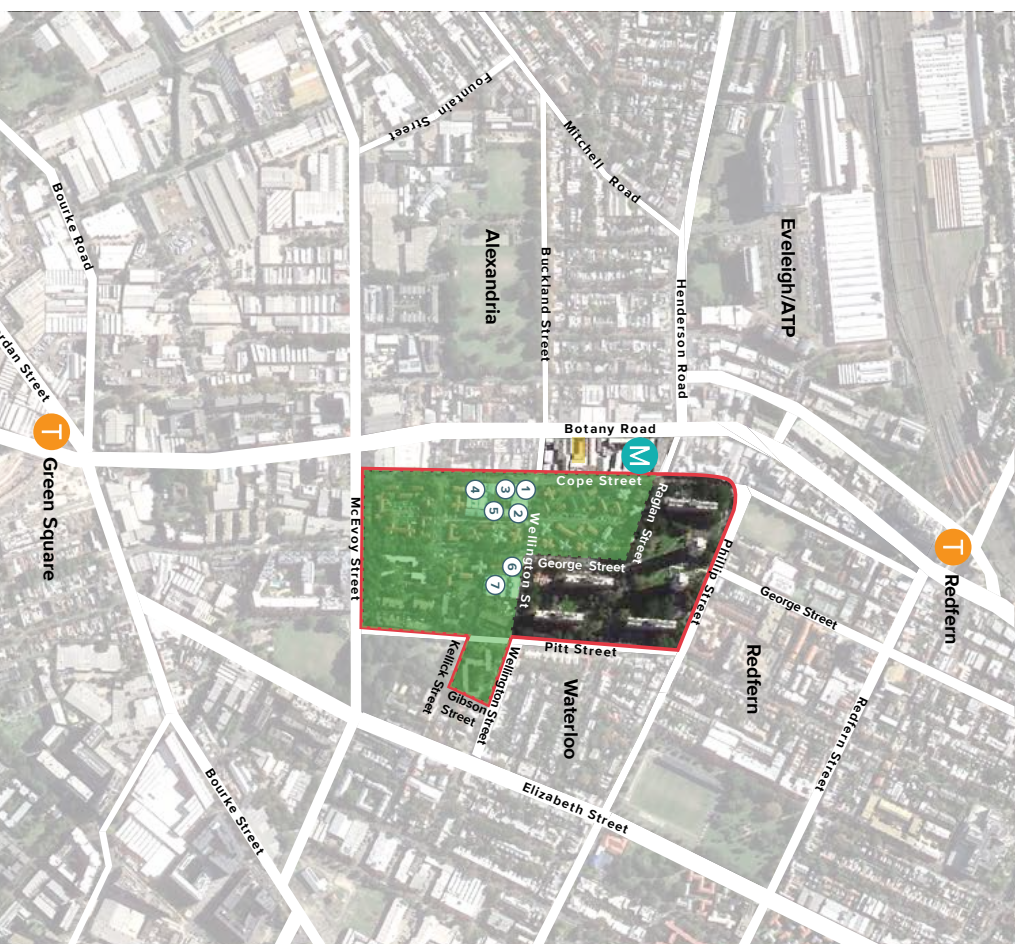 Fountain Street
Mitchell Road
Bourke Road
Eveleigh/ATP
Alexandria
Buckland Street
Henderson Road
rdan Street
T
Green Square
Botany Road
M
Cope Street
Raglan Street
McEvoy Street
1
3
4
5
2
Wellington St
6
7
George Street
Phillip Street
George Street
T
Redfern
Pitt Street
Kellick Street
Gibson
Street
Wellington Street
Waterloo
Redfern
Redfern Street
Elizabeth Street
Bourke Street